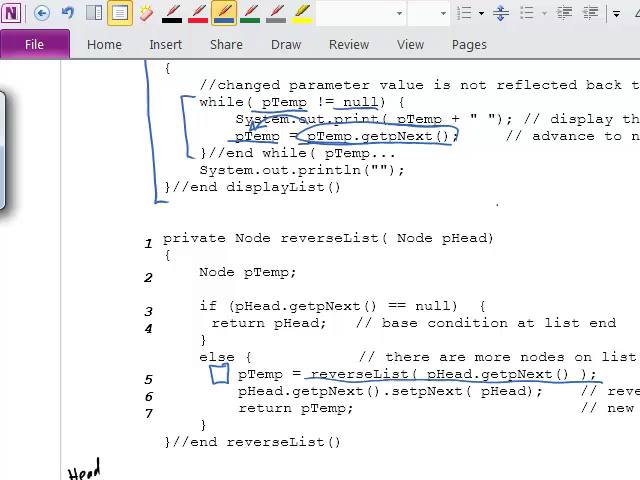 File Home Insert Share Draw Review View Pages
{
//changed parameter value is not reflected back t
while( pTemp != null) {
System.out.print( pTemp + " "); // display th
pTemp = pTemp.getpNext(); // advance to n
}//end while( pTemp...
System.out.println("");
}//end displayList()
1 private Node reverseList( Node pHead)
{
2 Node pTemp;
3 if (pHead.getpNext() == null) {
4 return pHead; // base condition at list end
}
else { // there are more nodes on list
5 pTemp = reverseList( pHead.getpNext() );
6 pHead.getpNext().setpNext( pHead); // reve
7 return pTemp; // new
}
}//end reverseList()
Head